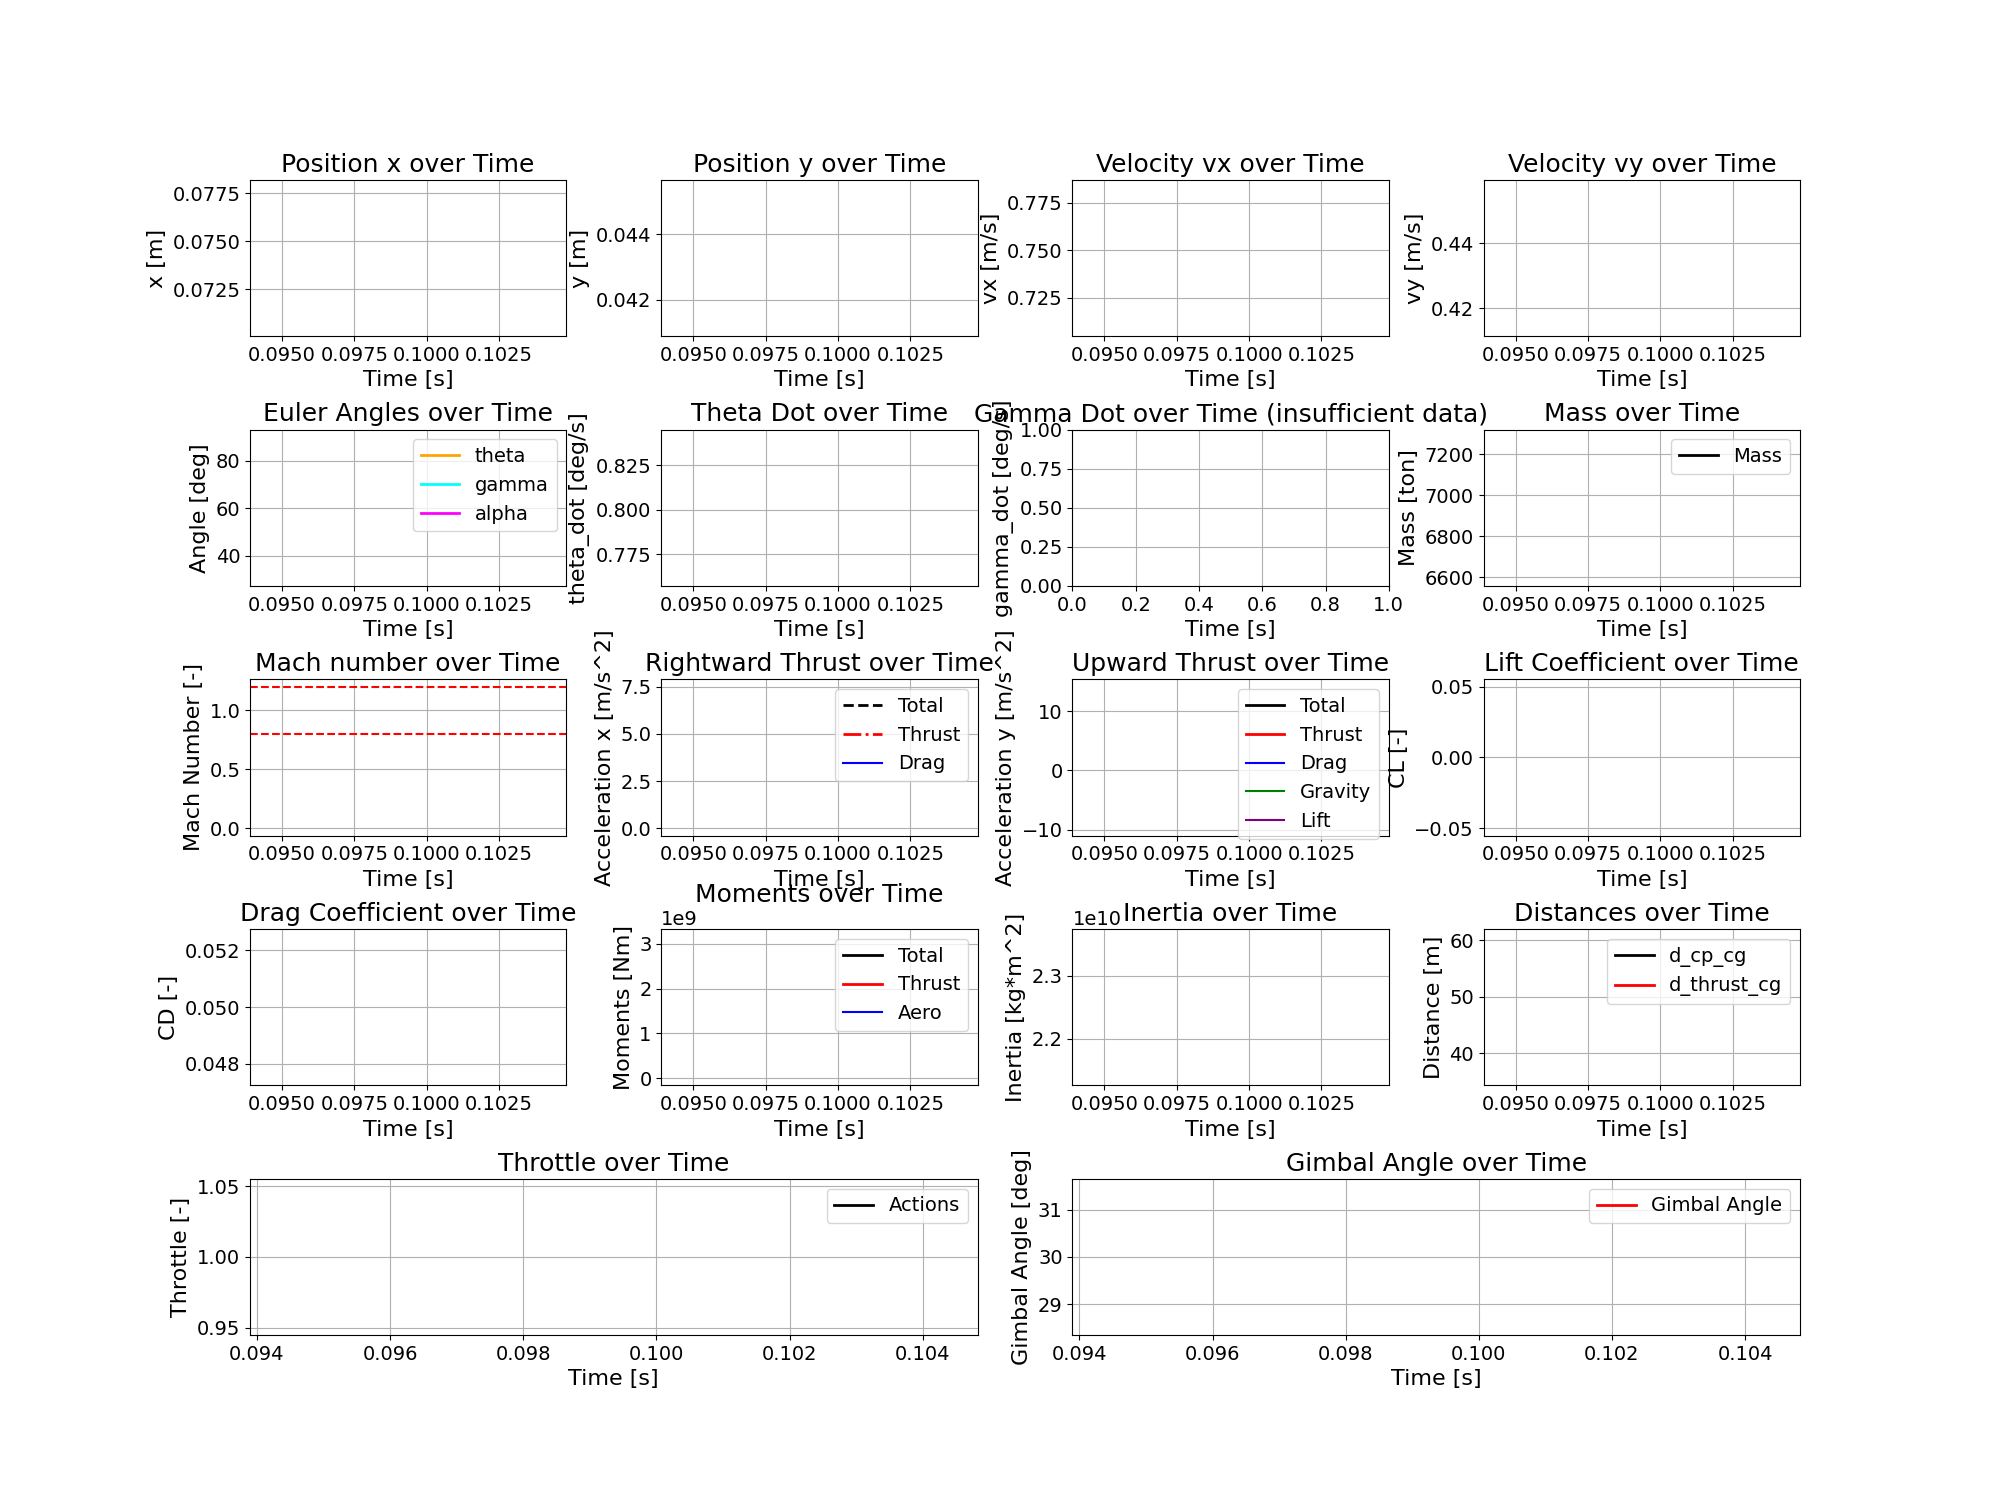 Position x over Time
x [m]
0.0775
0.0750
0.0725
0.0950 0.0975 0.1000 0.1025
Time [s]
Position y over Time
y [m]
0.044
0.042
0.0950 0.0975 0.1000 0.1025
Time [s]
Velocity vx over Time
vx [m/s]
0.775
0.750
0.725
0.0950 0.0975 0.1000 0.1025
Time [s]
Velocity vy over Time
vy [m/s]
0.44
0.42
0.0950 0.0975 0.1000 0.1025
Time [s]
Euler Angles over Time
Angle [deg]
80
60
40
theta
gamma
alpha
0.0950 0.0975 0.1000 0.1025
Time [s]
Theta Dot over Time
theta_dot [deg/s]
0.825
0.800
0.775
0.0950 0.0975 0.1000 0.1025
Time [s]
Gamma Dot over Time (insufficient data)
gamma_dot [deg/s]
1.00
0.75
0.50
0.25
0.00
0.0 0.2 0.4 0.6 0.8 1.0
Time [s]
Mass over Time
Mass [ton]
7200
7000
6800
6600
Mass
0.0950 0.0975 0.1000 0.1025
Time [s]
Mach number over Time
Mach Number [-]
1.0
0.5
0.0
0.0950 0.0975 0.1000 0.1025
Time [s]
Rightward Thrust over Time
Acceleration x [m/s^2]
7.5
5.0
2.5
0.0
Total
Thrust
Drag
0.0950 0.0975 0.1000 0.1025
Time [s]
Upward Thrust over Time
Acceleration y [m/s^2]
10
0
−10
Total
Thrust
Drag
Gravity
Lift
0.0950 0.0975 0.1000 0.1025
Time [s]
Lift Coefficient over Time
CL [-]
0.05
0.00
−0.05
0.0950 0.0975 0.1000 0.1025
Time [s]
Drag Coefficient over Time
CD [-]
0.052
0.050
0.048
0.0950 0.0975 0.1000 0.1025
Time [s]
Moments over Time
1e9
Moments [Nm]
3
2
1
0
Total
Thrust
Aero
0.0950 0.0975 0.1000 0.1025
Time [s]
Inertia over Time
1e10
Inertia [kg*m^2]
2.3
2.2
0.0950 0.0975 0.1000 0.1025
Time [s]
Distances over Time
Distance [m]
60
50
40
d_cp_cg
d_thrust_cg
0.0950 0.0975 0.1000 0.1025
Time [s]
Throttle over Time
Throttle [-]
1.05
1.00
0.95
Actions
0.094 0.096 0.098 0.100 0.102 0.104
Time [s]
Gimbal Angle over Time
Gimbal Angle [deg]
31
30
29
Gimbal Angle
0.094 0.096 0.098 0.100 0.102 0.104
Time [s]